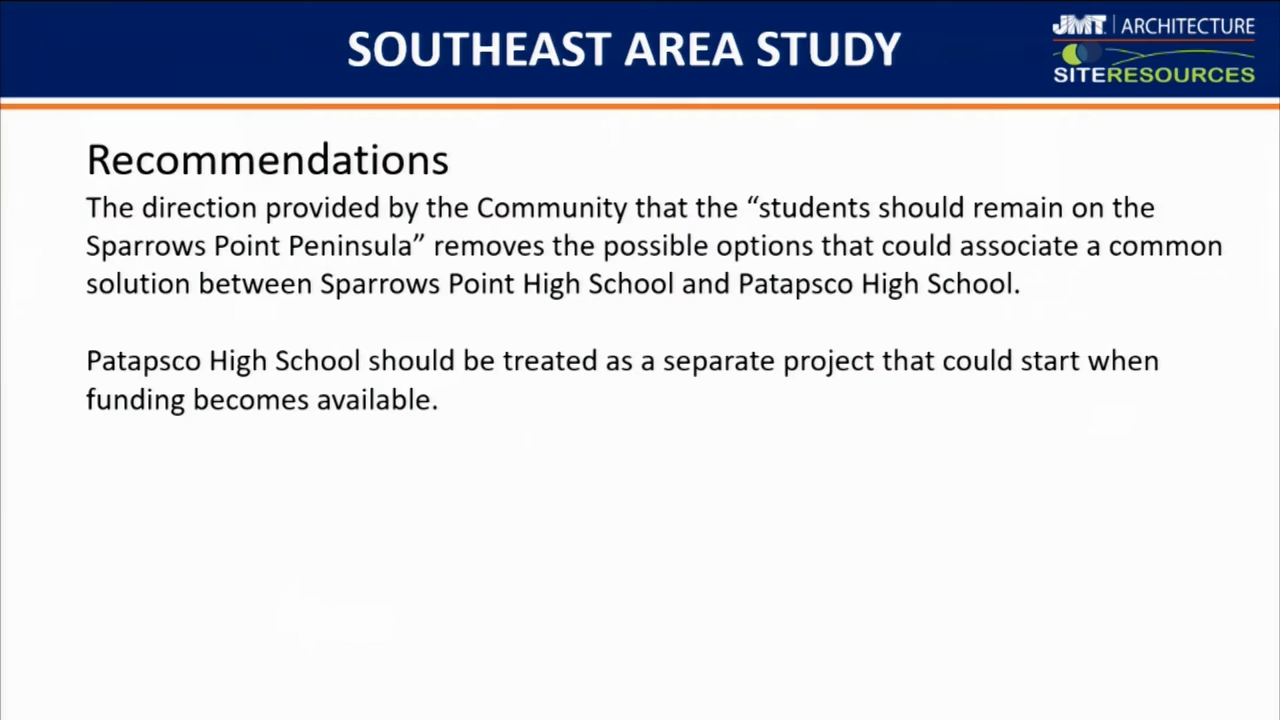 SOUTHEAST AREA STUDY
JMT | ARCHITECTURE
SITERESOURCES
Recommendations
The direction provided by the Community that the “students should remain on the
Sparrows Point Peninsula” removes the possible options that could associate a common
solution between Sparrows Point High School and Patapsco High School.
Patapsco High School should be treated as a separate project that could start when
funding becomes available.